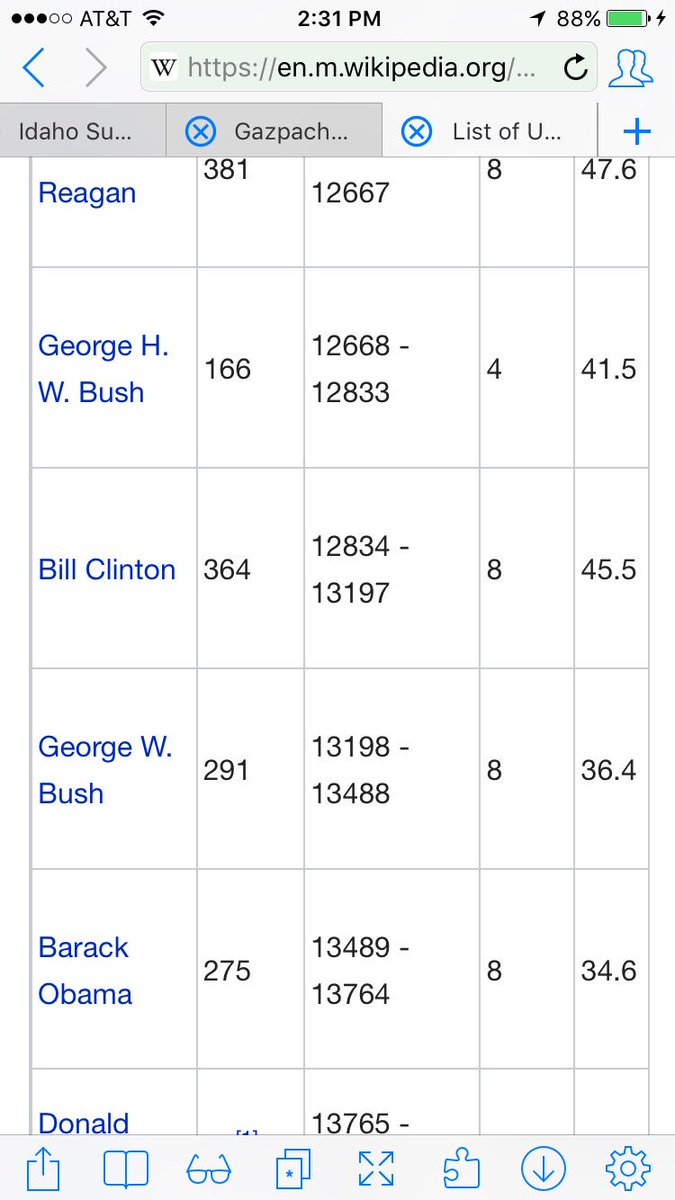 AT&T 2:31 PM 88%
W https://en.m.wikipedia.org/...
Idaho Su... Gazpach... List of U...
Reagan 381 12667 8 47.6
George H. W. Bush 166 12668 - 12833 4 41.5
Bill Clinton 364 12834 - 13197 8 45.5
George W. Bush 291 13198 - 13488 8 36.4
Barack Obama 275 13489 - 13764 8 34.6
Donald 13765 -